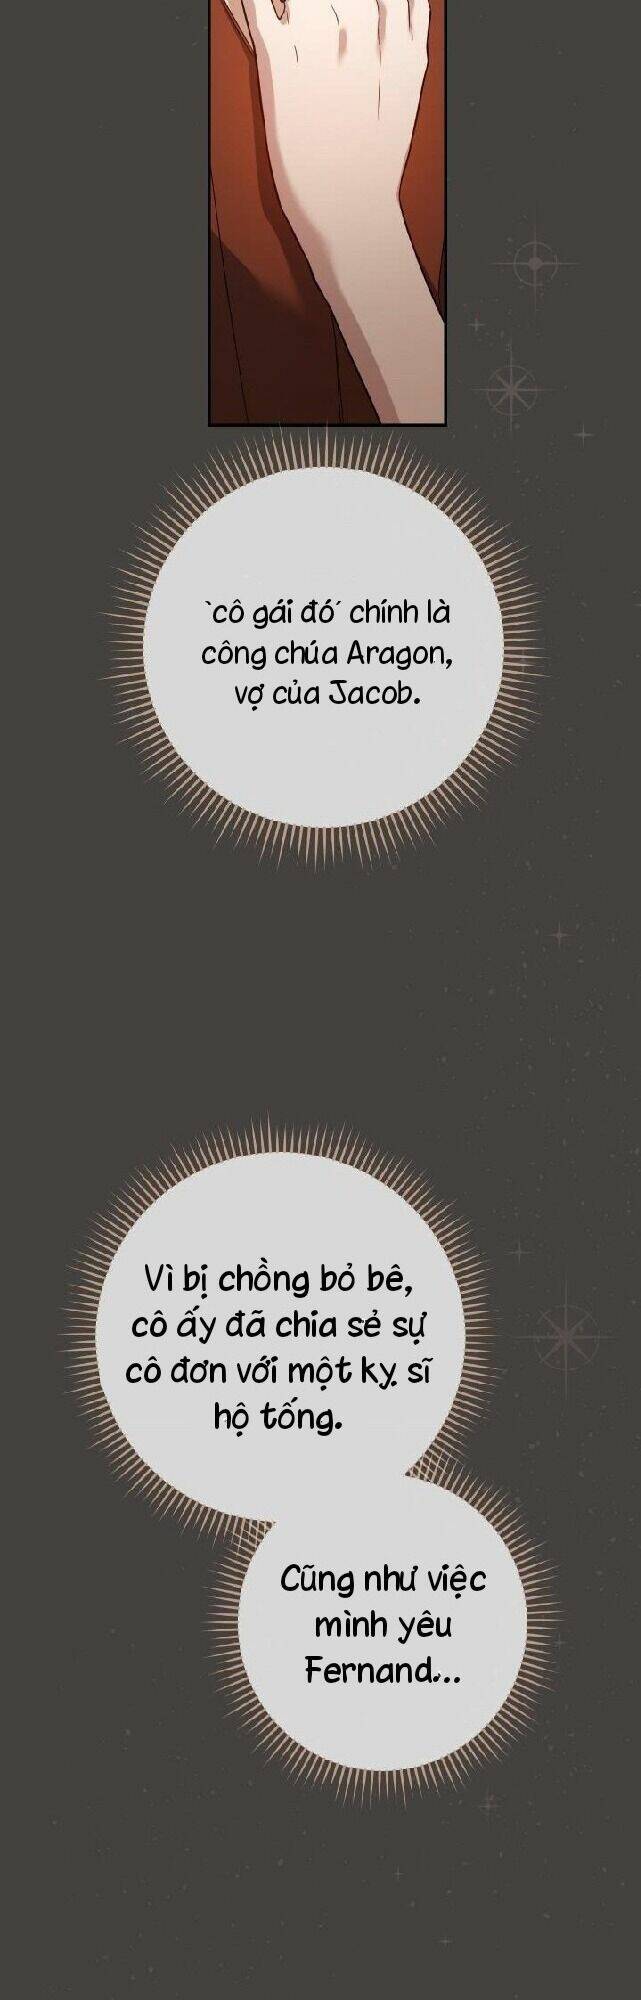 `cô gái đó´ chính là
công chúa Aragon,
vợ của Jacob.
Vì bị chồng bỏ bê,
cô ấy đã chia sẻ sự
cô đơn với một kỵ sĩ
hộ tống.
Cũng như việc
mình yêu
Fernand...